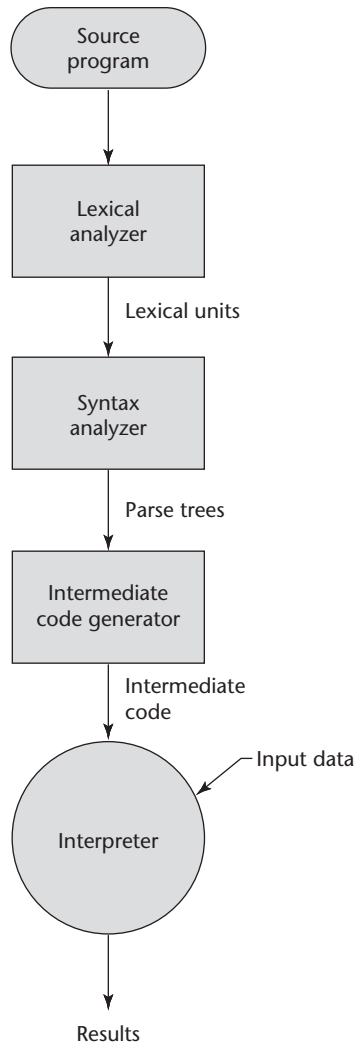 Source
program
Lexical
analyzer
Lexical units
Syntax
analyzer
Parse trees
Intermediate
code generator
Intermediate
code
Input data
Interpreter
Results